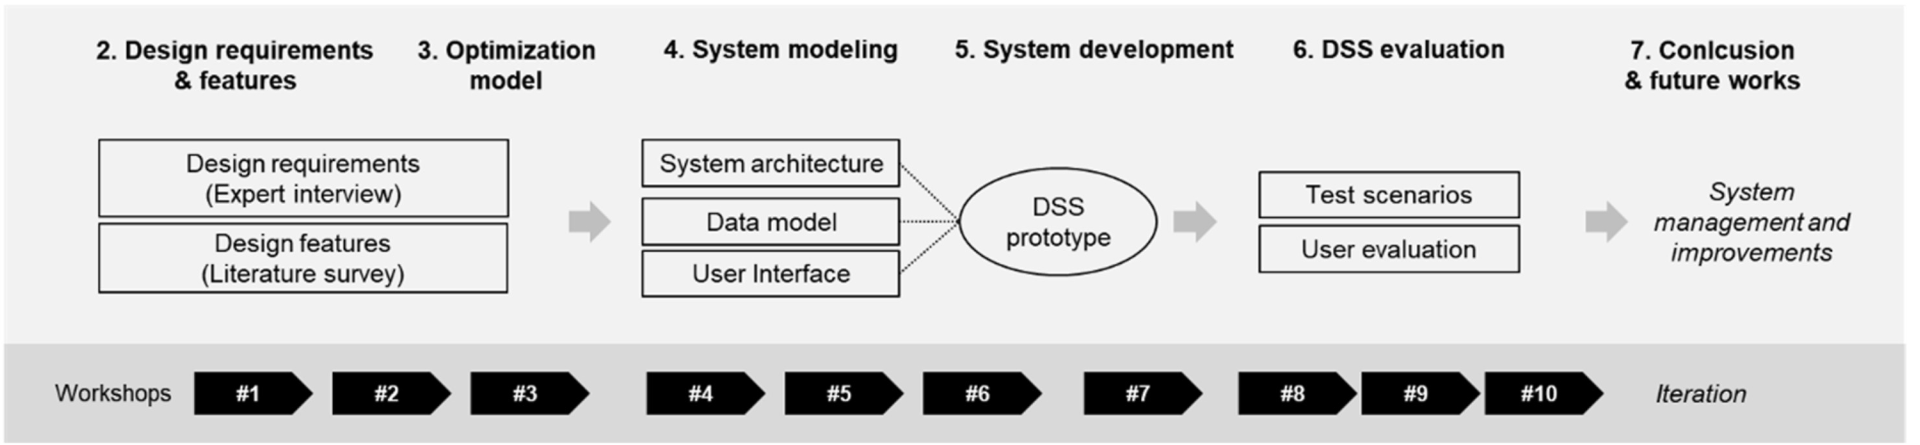 2. Design requirements
& features
3. Optimization
model
4. System modeling
5. System development
6. DSS evaluation
7. Conlcusion
& future works
Design requirements
(Expert interview)
Design features
(Literature survey)
System architecture
Data model
User Interface
DSS
prototype
Test scenarios
User evaluation
System
management and
improvements
Workshops
#1
#2
#3
#4
#5
#6
#7
#8
#9
#10
Iteration